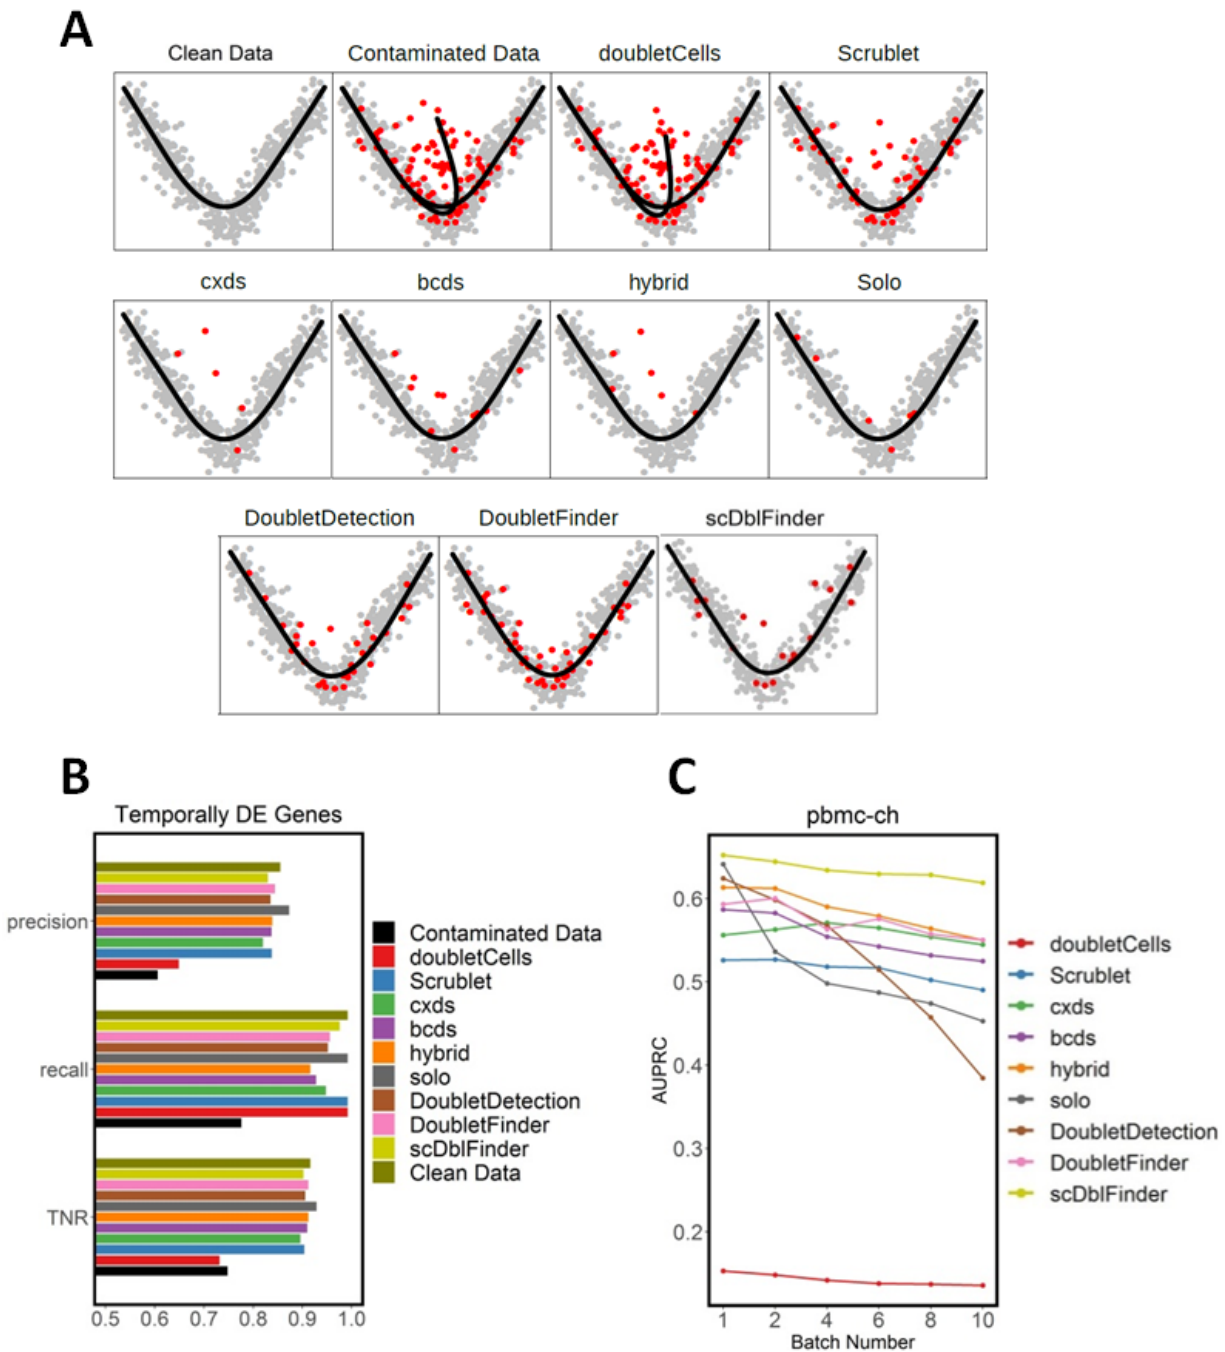 A
Clean Data
Contaminated Data
doubletCells
Scrublet
cxds
bcds
hybrid
Solo
DoubletDetection
DoubletFinder
scDblFinder
B
Temporally DE Genes
precision
recall
TNR
0.5 0.6 0.7 0.8 0.9 1.0
Contaminated Data
doubletCells
Scrublet
cxds
bcds
hybrid
solo
DoubletDetection
DoubletFinder
scDblFinder
Clean Data
C
pbmc-ch
AUPRC
0.6
0.5
0.4
0.3
0.2
1 2 4 6 8 10
Batch Number
doubletCells
Scrublet
cxds
bcds
hybrid
solo
DoubletDetection
DoubletFinder
scDblFinder